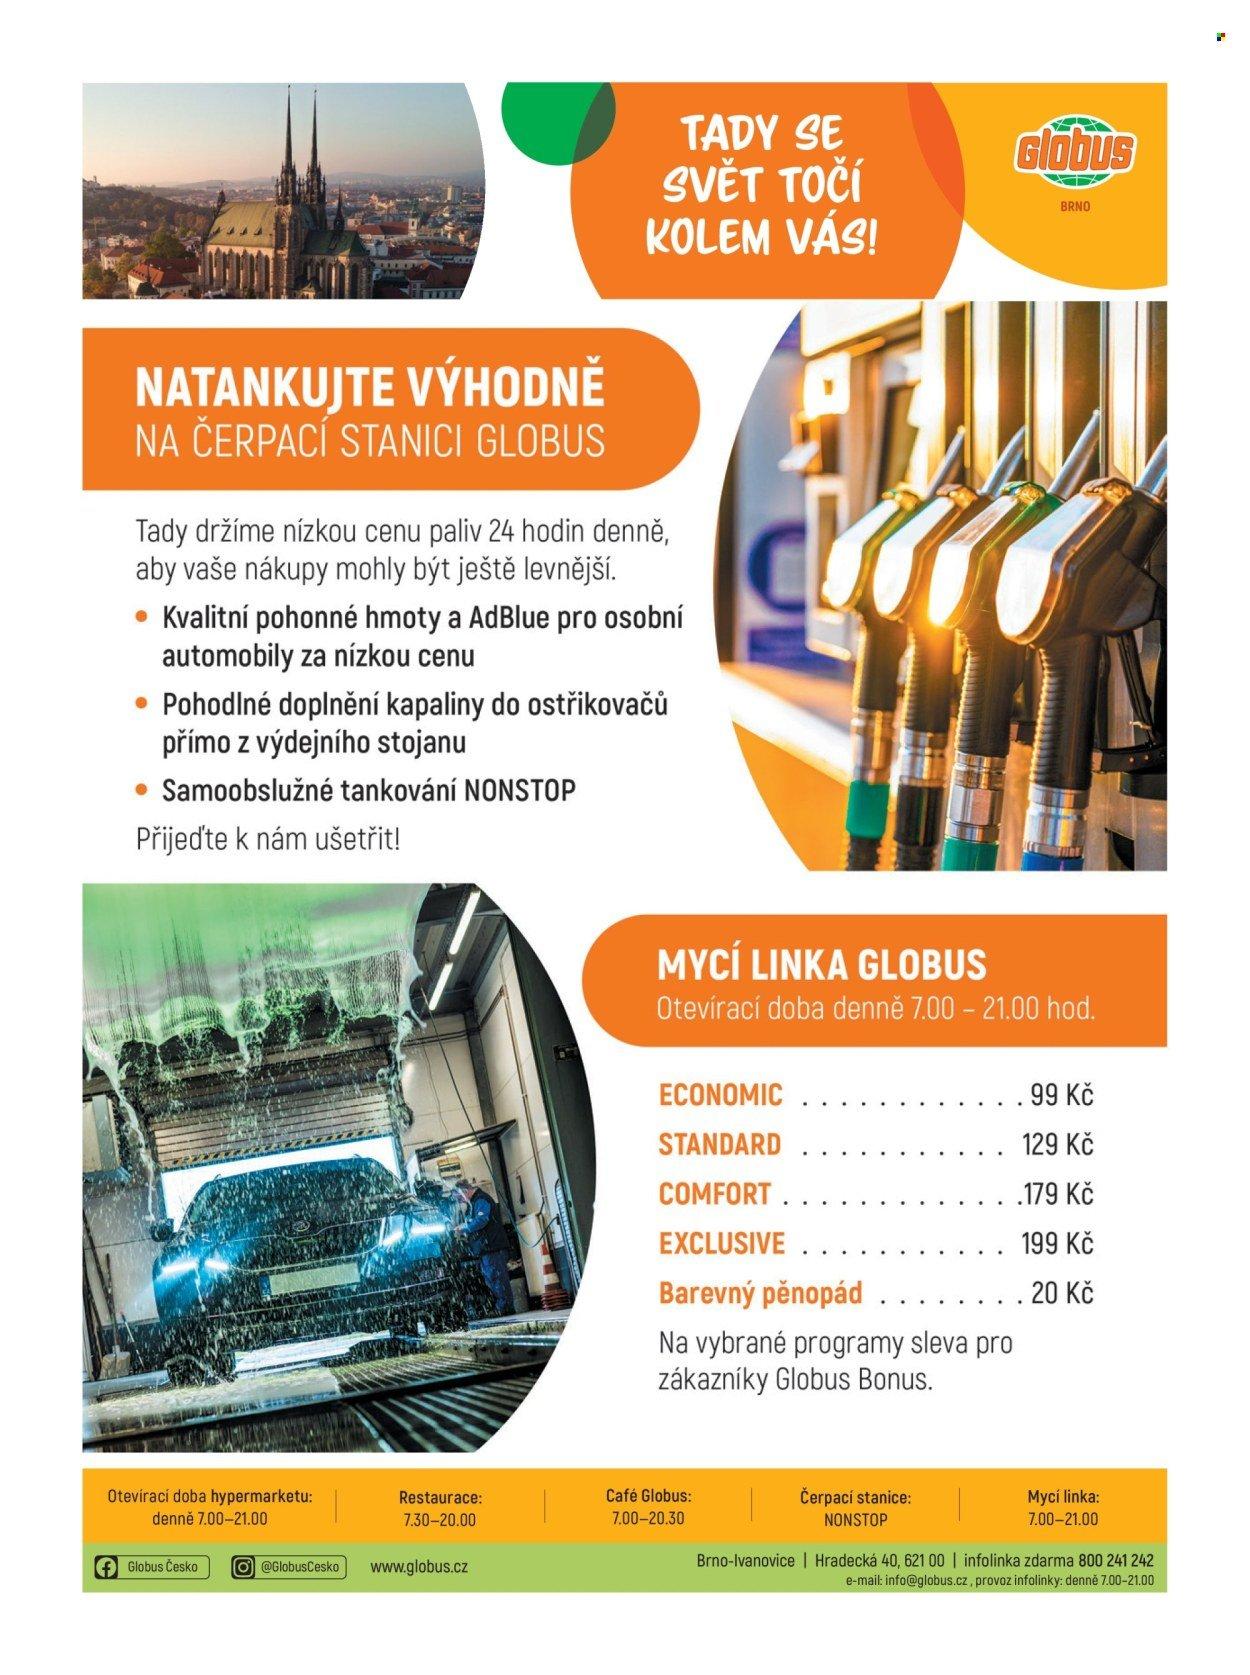 TADY SE
SVĚT TOČÍ
KOLEM VÁS!
Globus
BRNO
NATANKUJTE VÝHODNĚ
NA ČERPACÍ STANICI GLOBUS
Tady držíme nízkou cenu paliv 24 hodin denně,
aby vaše nákupy mohly být ještě levnější.
• Kvalitní pohonné hmoty a AdBlue pro osobní
automobily za nízkou cenu
• Pohodlné doplnění kapaliny do ostřikovačů
přímo z výdejního stojanu
• Samoobslužné tankování NONSTOP
Přijeďte k nám ušetřit!
MYCÍ LINKA GLOBUS
Otevírací doba denně 7.00 – 21.00 hod.
ECONOMIC . . . . . . . . . . . . 99 Kč
STANDARD . . . . . . . . . . . 129 Kč
COMFORT . . . . . . . . . . . . .179 Kč
EXCLUSIVE . . . . . . . . . . . 199 Kč
Barevný pěnopád . . . . . . . . 20 Kč
Na vybrané programy sleva pro
zákazníky Globus Bonus.
Otevírací doba hypermarketu:
denně 7.00–21.00
Restaurace:
7.30–20.00
Café Globus:
7.00–20.30
Čerpací stanice:
NONSTOP
Mycí linka:
7.00–21.00
Globus Česko
@GlobusCesko
www.globus.cz
Brno-Ivanovice | Hradecká 40, 621 00 | infolinka zdarma 800 241 242
e-mail: info@globus.cz , provoz infolinky: denně 7.00–21.00